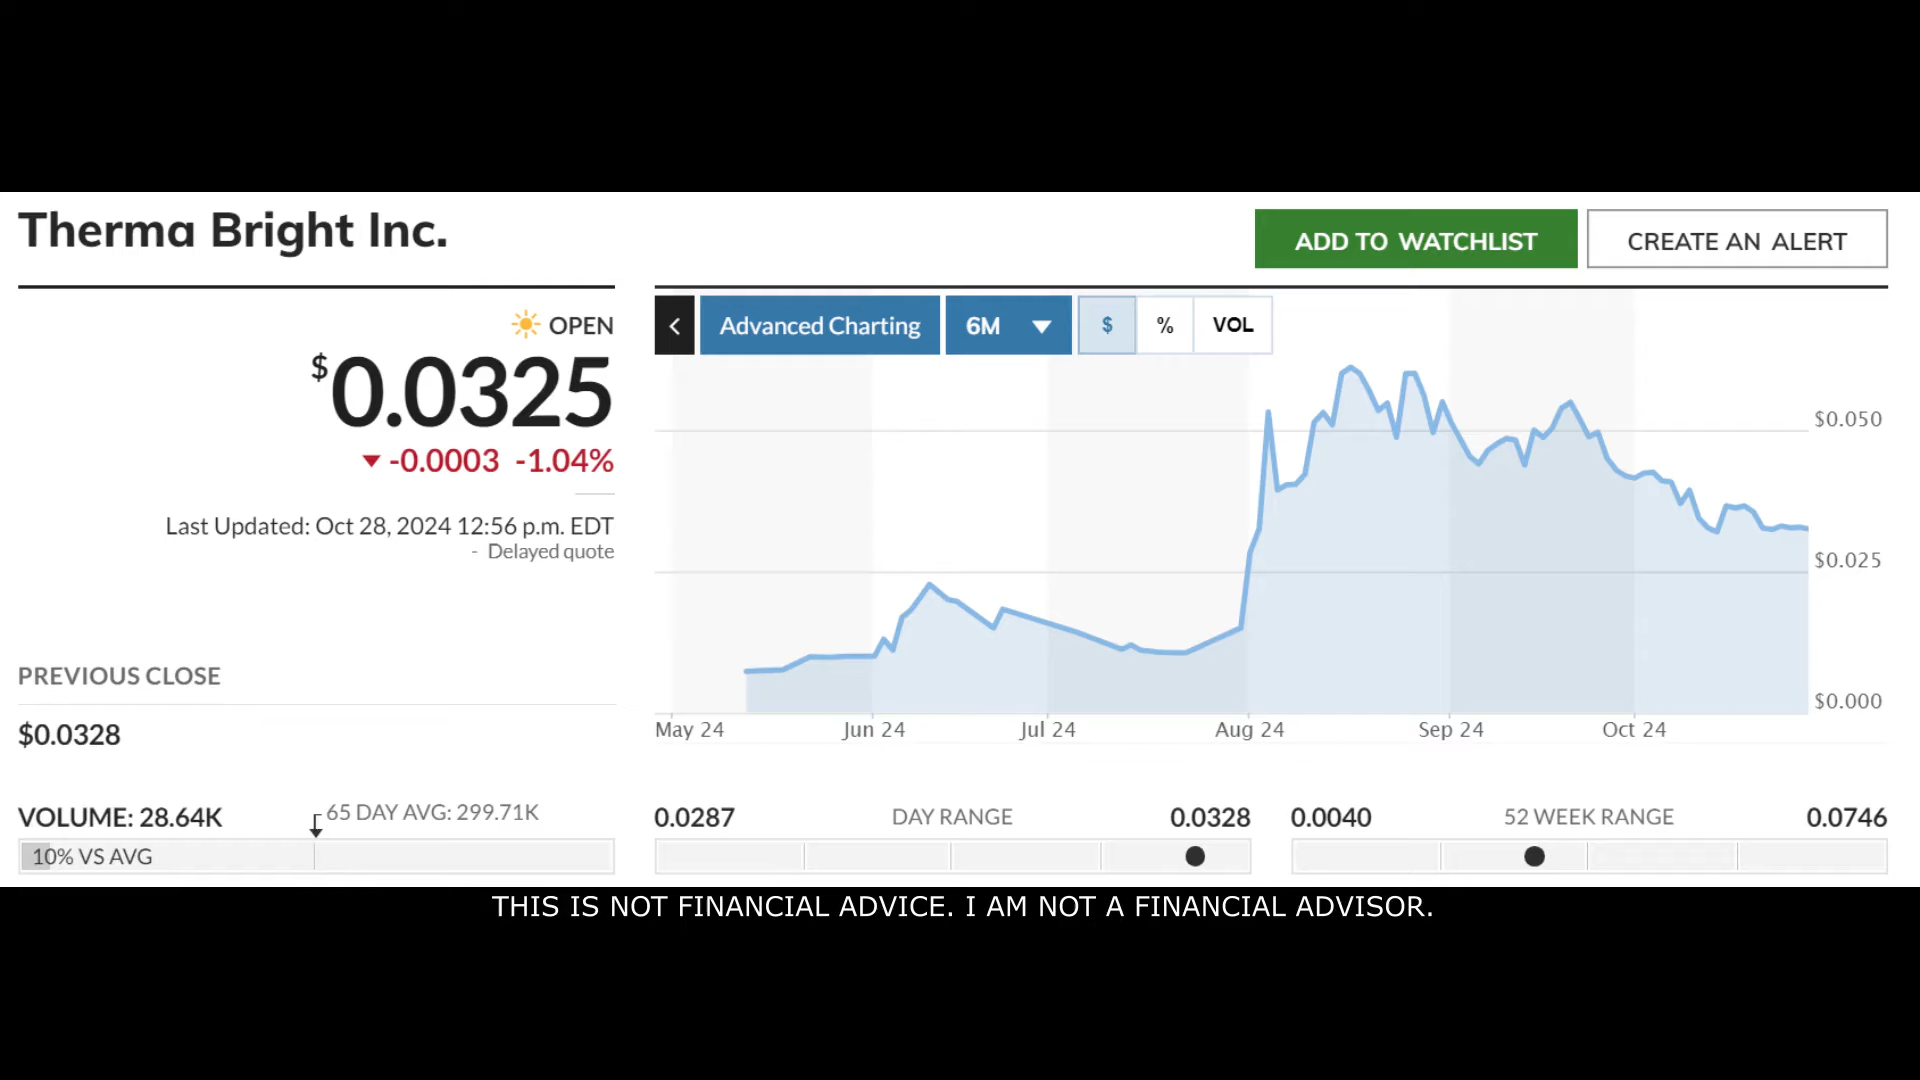 Therma Bright Inc.
ADD TO WATCHLIST
CREATE AN ALERT
OPEN
$0.0325
-0.0003 -1.04%
Last Updated: Oct 28, 2024 12:56 p.m. EDT
- Delayed quote
PREVIOUS CLOSE
$0.0328
VOLUME: 28.64K
65 DAY AVG: 299.71K
10% VS AVG
Advanced Charting
6M
$
%
VOL
$0.050
$0.025
$0.000
May 24
Jun 24
Jul 24
Aug 24
Sep 24
Oct 24
0.0287
DAY RANGE
0.0328
0.0040
52 WEEK RANGE
0.0746
THIS IS NOT FINANCIAL ADVICE. I AM NOT A FINANCIAL ADVISOR.